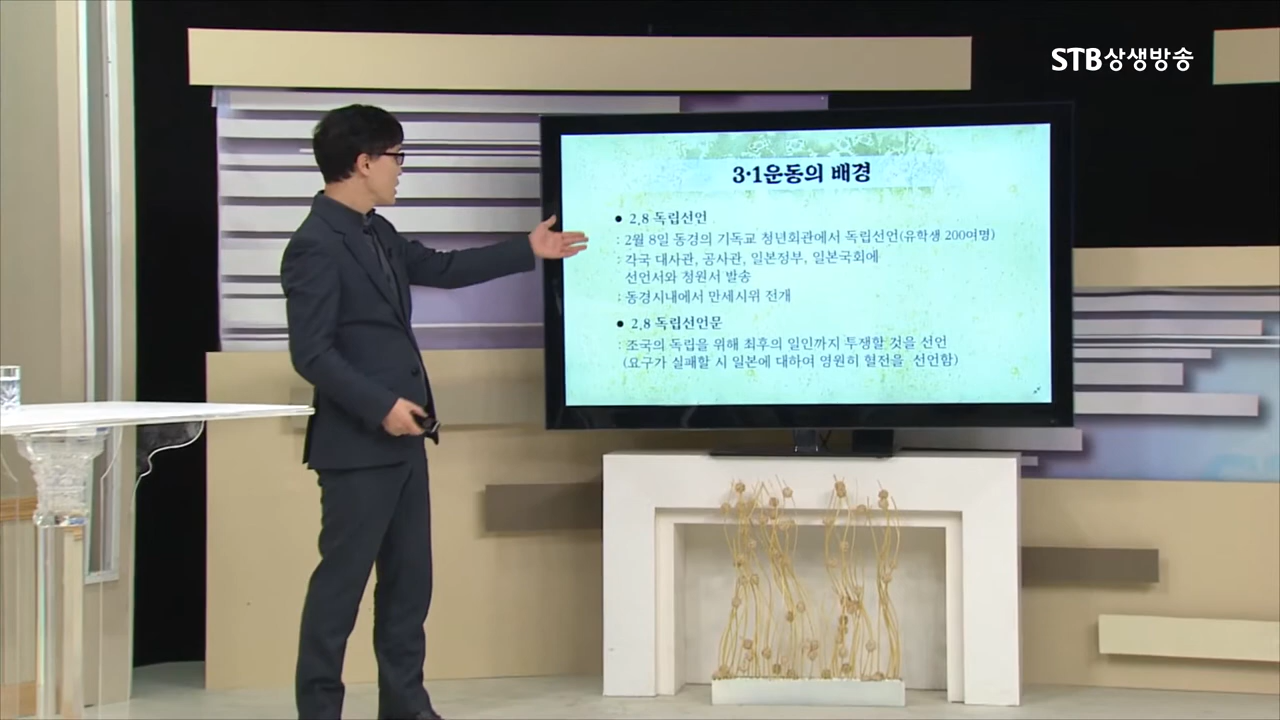 STB상생방송
3·1운동의 배경
● 2.8 독립선언
: 2월 8일 동경의 기독교 청년회관에서 독립선언(유학생 200여명)
: 각국 대사관, 공사관, 일본정부, 일본국회에
선언서와 청원서 발송
: 동경시내에서 만세시위 전개
● 2.8 독립선언문
: 조국의 독립을 위해 최후의 일인까지 투쟁할 것을 선언
(요구가 실패할 시 일본에 대하여 영원히 혈전을 선언함)